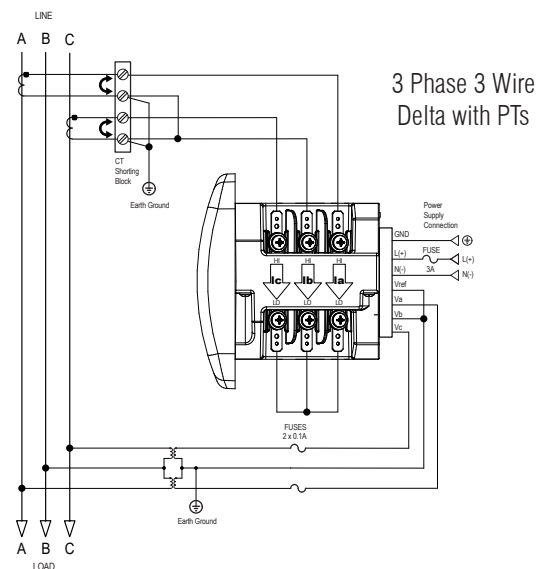 LINE
A B C
3 Phase 3 Wire
Delta with PTs
CT
Shorting
Block
Earth Ground
Power
Supply
Connection
GND
L(+)
FUSE
L(+)
N(-)
3A
N(-)
Vref
Va
Vb
Vc
HI HI HI
Ic Ib Ia
LO LO LO
FUSES
2 x 0.1A
Earth Ground
A B C
LOAD